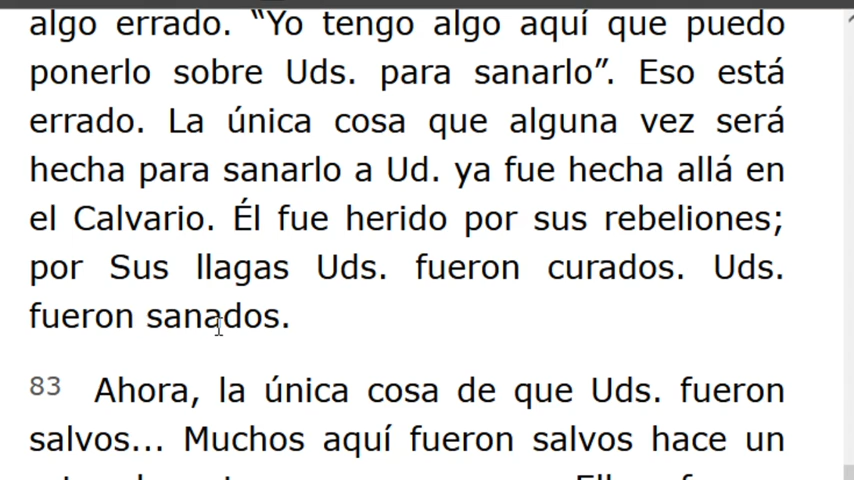 algo errado. “Yo tengo algo aquí que puedo
ponerlo sobre Uds. para sanarlo”. Eso está
errado. La única cosa que alguna vez será
hecha para sanarlo a Ud. ya fue hecha allá en
el Calvario. Él fue herido por sus rebeliones;
por Sus llagas Uds. fueron curados. Uds.
fueron sanados.
83 Ahora, la única cosa de que Uds. fueron
salvos... Muchos aquí fueron salvos hace un